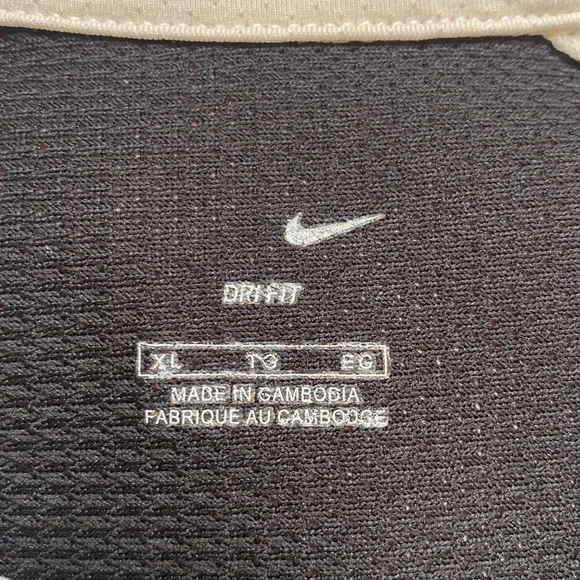 DRI FIT
XL TG EG
MADE IN CAMBODIA
FABRIQUE AU CAMBODGE